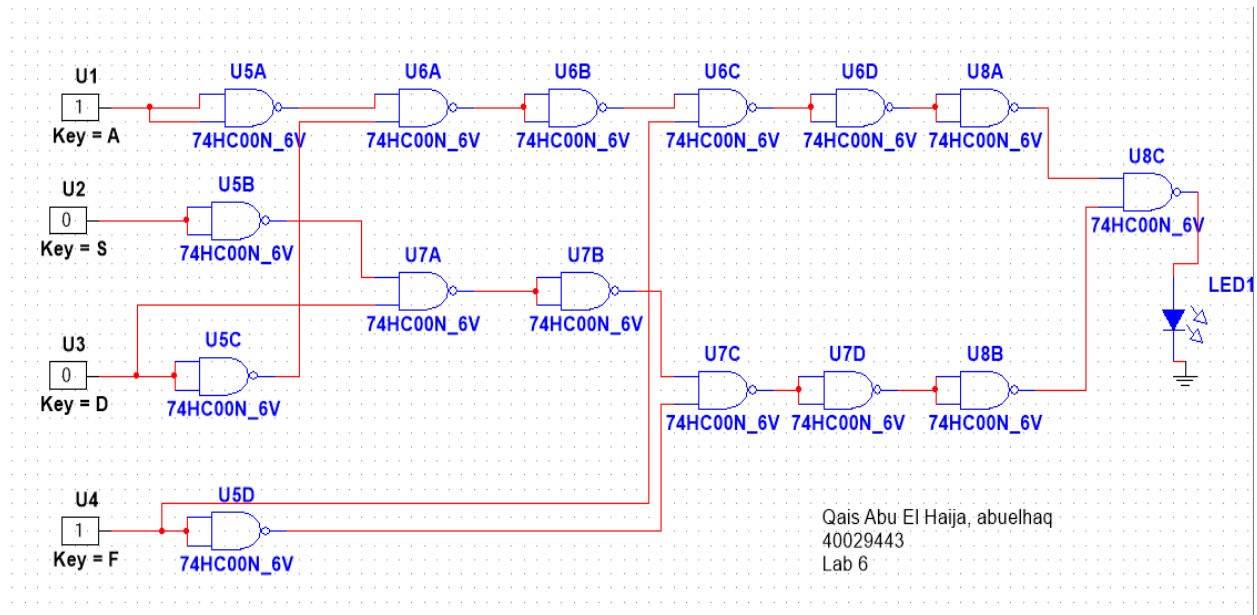 U5A
U6A
U6B
U6C
U6D
U8A
U1
1
Key = A
74HC00N_6V
74HC00N_6V
74HC00N_6V
74HC00N_6V
74HC00N_6V
74HC00N_6V
U8C
74HC00N_6V
U2
0
Key = S
U5B
74HC00N_6V
U7A
74HC00N_6V
U7B
74HC00N_6V
LED1
U3
0
Key = D
U5C
74HC00N_6V
U7C
74HC00N_6V
U7D
74HC00N_6V
U8B
74HC00N_6V
U4
1
Key = F
U5D
74HC00N_6V
Qais Abu El Haija, abuelhaq
40029443
Lab 6